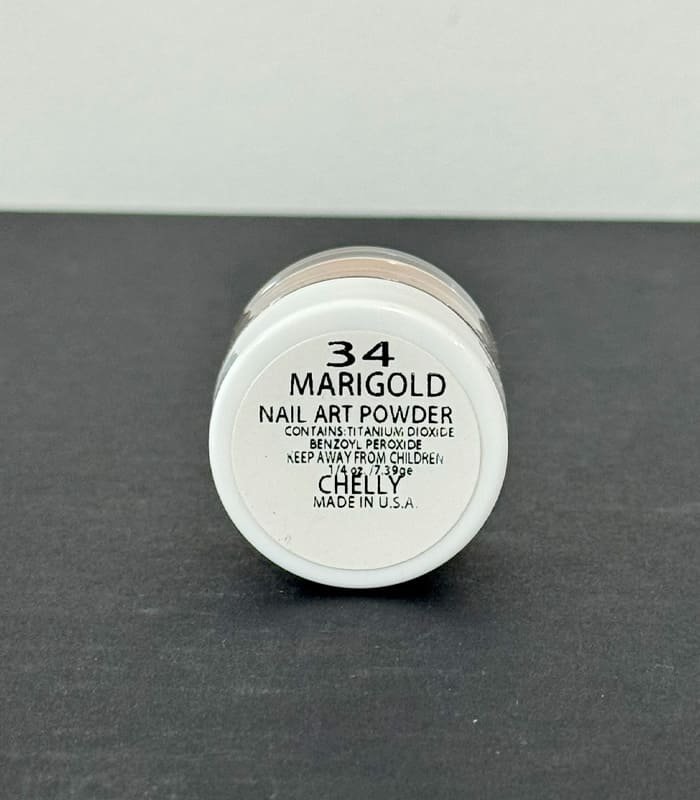 34
MARIGOLD
NAIL ART POWDER
CONTAINS:TITANIUM DIOXIDE
BENZOYL PEROXIDE
KEEP AWAY FROM CHILDREN
1/4 oz. /7.39ge
CHELLY
MADE IN U.S.A.